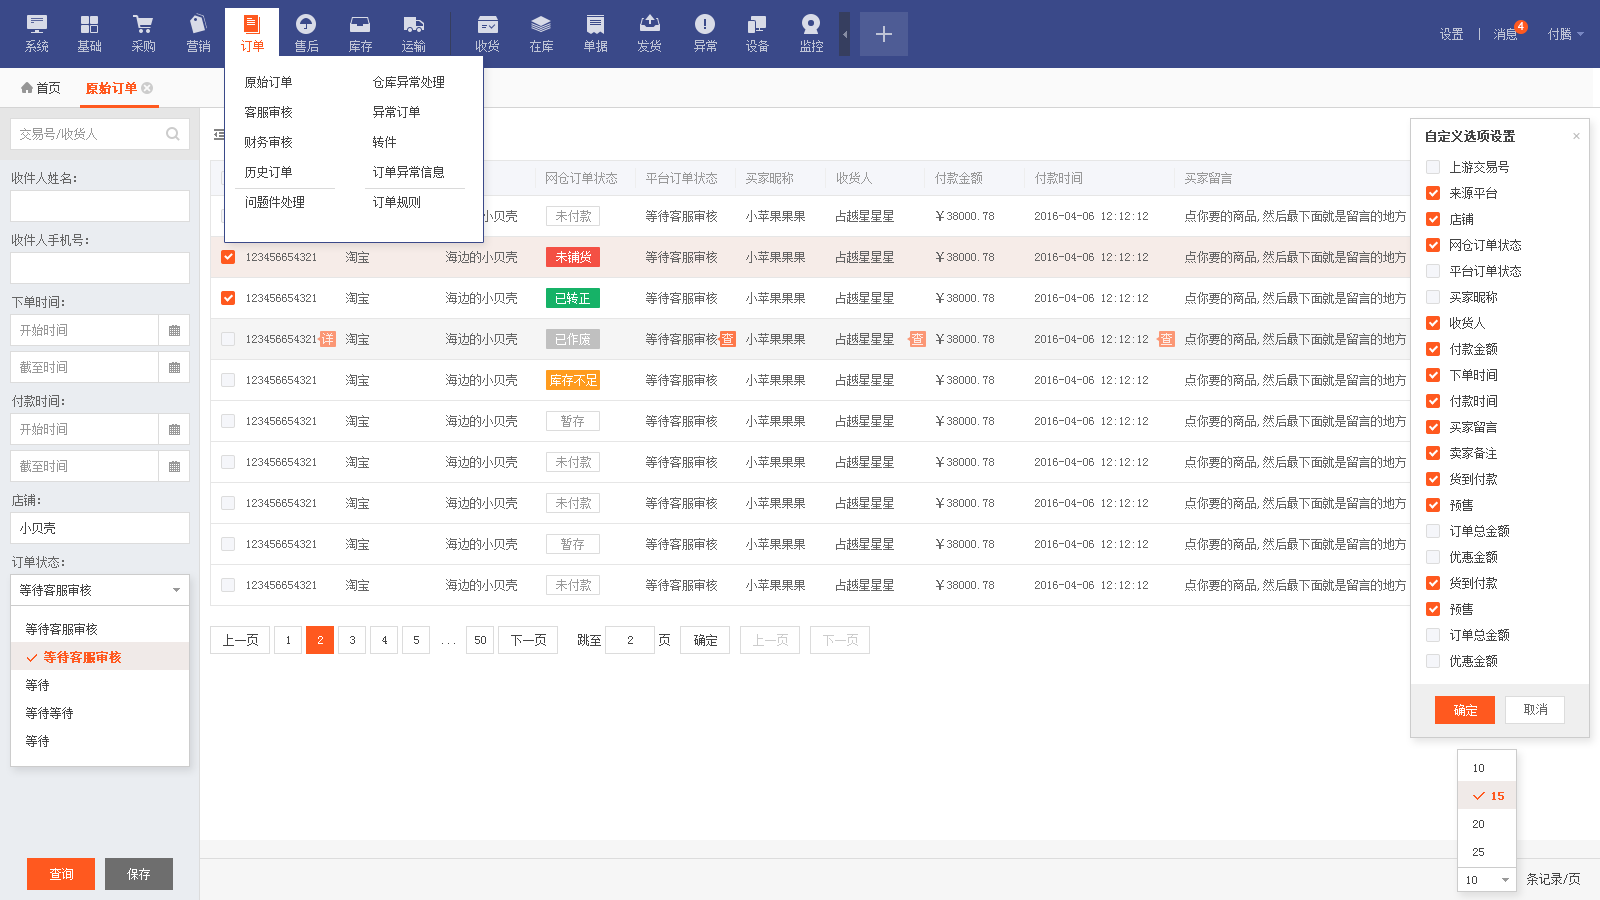 系统 基础 采购 营销 订单 售后 库存 运输 收货 在库 单据 发货 异常 设备 监控
设置 | 消息 4 付腾
首页 原始订单
原始订单 仓库异常处理
客服审核 异常订单
财务审核 转件
历史订单 订单异常信息
问题件处理 订单规则
交易号/收货人
收件人姓名:
收件人手机号:
下单时间:
开始时间
截至时间
付款时间:
开始时间
截至时间
店铺:
小贝壳
订单状态:
等待客服审核
等待客服审核
等待客服审核
等待
等待等待
等待
查询 保存
网仓订单状态 平台订单状态 买家昵称 收货人 付款金额 付款时间 买家留言
小贝壳 未付款 等待客服审核 小苹果果果 占越星星星 ￥38000.78 2016-04-06 12:12:12 点你要的商品,然后最下面就是留言的地方
123456654321 淘宝 海边的小贝壳 未铺货 等待客服审核 小苹果果果 占越星星星 ￥38000.78 2016-04-06 12:12:12 点你要的商品,然后最下面就是留言的地方
123456654321 淘宝 海边的小贝壳 已转正 等待客服审核 小苹果果果 占越星星星 ￥38000.78 2016-04-06 12:12:12 点你要的商品,然后最下面就是留言的地方
123456654321 详 淘宝 海边的小贝壳 已作废 等待客服审核 查 小苹果果果 占越星星星 查 ￥38000.78 2016-04-06 12:12:12 查 点你要的商品,然后最下面就是留言的地方
123456654321 淘宝 海边的小贝壳 库存不足 等待客服审核 小苹果果果 占越星星星 ￥38000.78 2016-04-06 12:12:12 点你要的商品,然后最下面就是留言的地方
123456654321 淘宝 海边的小贝壳 暂存 等待客服审核 小苹果果果 占越星星星 ￥38000.78 2016-04-06 12:12:12 点你要的商品,然后最下面就是留言的地方
123456654321 淘宝 海边的小贝壳 未付款 等待客服审核 小苹果果果 占越星星星 ￥38000.78 2016-04-06 12:12:12 点你要的商品,然后最下面就是留言的地方
123456654321 淘宝 海边的小贝壳 未付款 等待客服审核 小苹果果果 占越星星星 ￥38000.78 2016-04-06 12:12:12 点你要的商品,然后最下面就是留言的地方
123456654321 淘宝 海边的小贝壳 暂存 等待客服审核 小苹果果果 占越星星星 ￥38000.78 2016-04-06 12:12:12 点你要的商品,然后最下面就是留言的地方
123456654321 淘宝 海边的小贝壳 未付款 等待客服审核 小苹果果果 占越星星星 ￥38000.78 2016-04-06 12:12:12 点你要的商品,然后最下面就是留言的地方
上一页 1 2 3 4 5 ... 50 下一页 跳至 2 页 确定 上一页 下一页
自定义选项设置 ×
上游交易号
来源平台
店铺
网仓订单状态
平台订单状态
买家昵称
收货人
付款金额
下单时间
付款时间
买家留言
卖家备注
货到付款
预售
订单总金额
优惠金额
货到付款
预售
订单总金额
优惠金额
确定 取消
10
15
20
25
10 条记录/页